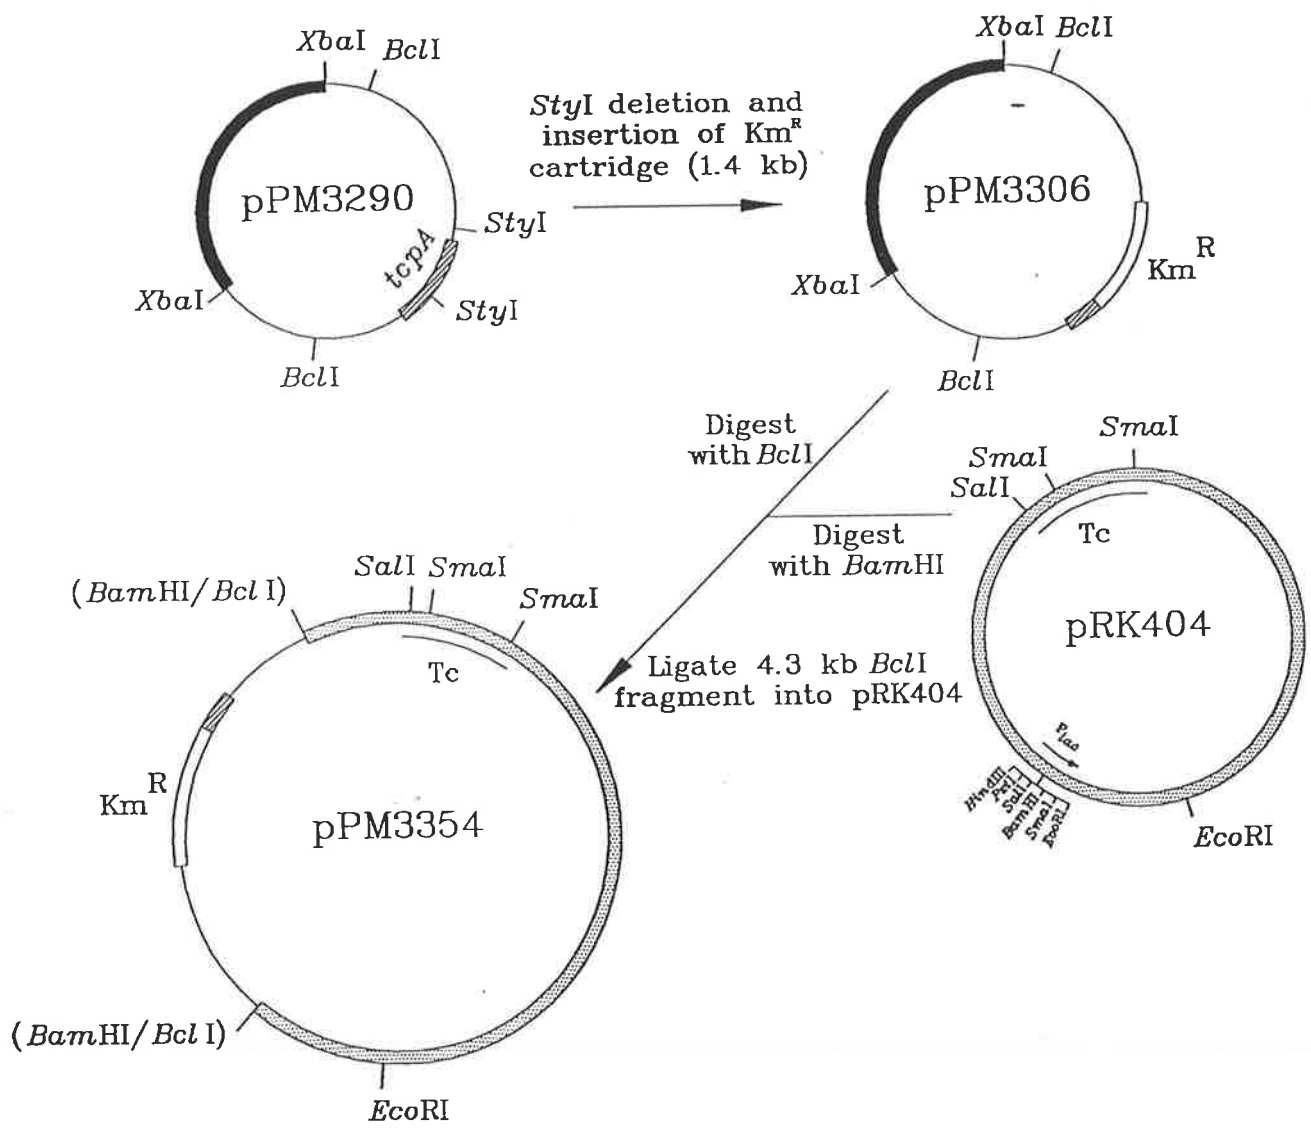 XbaI
BclI
pPM3290
StyI
tcpA
StyI
XbaI
BclI
StyI deletion and
insertion of Km^R
cartridge (1.4 kb)
XbaI BclI
pPM3306
Km^R
XbaI
BclI
Digest
with BclI
Digest
with BamHI
Ligate 4.3 kb BclI
fragment into pRK404
SmaI
SmaI
SalI
Tc
pRK404
Plac
HindIII
PstI
SalI
BamHI
SmaI
EcoRI
EcoRI
(BamHI/Bcl I)
SalI SmaI
SmaI
Tc
Km^R
pPM3354
(BamHI/Bcl I)
EcoRI